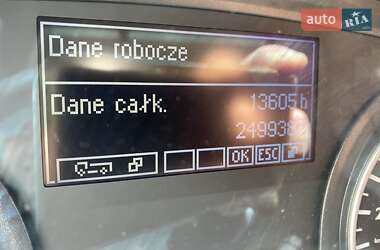 auto RIA
Dane robocze
Dane całk. 13605 h
OK ESC